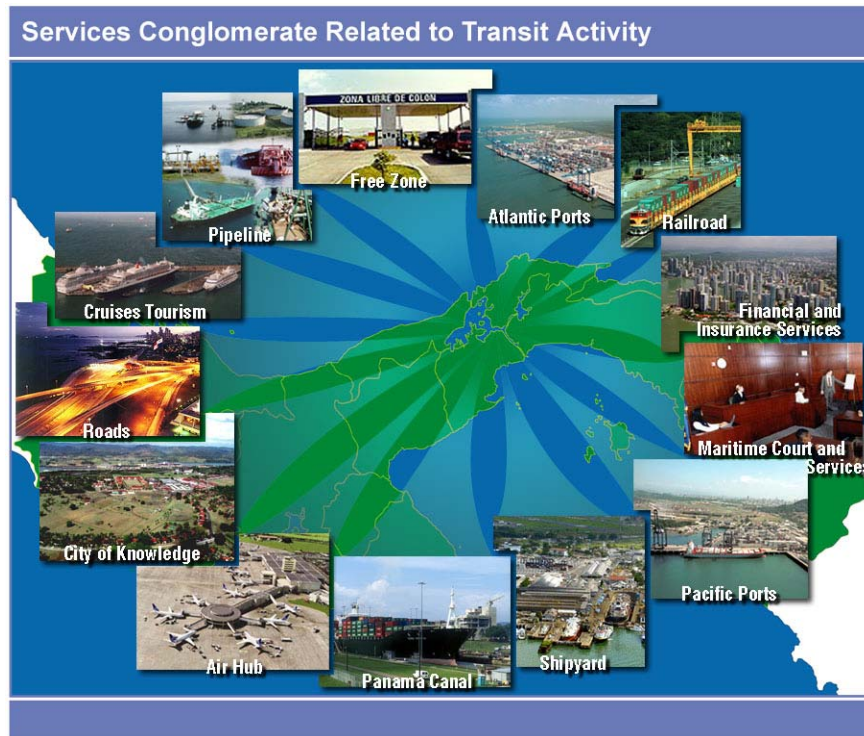 Services Conglomerate Related to Transit Activity
ZONA LIBRE DE COLON
Free Zone
Atlantic Ports
Railroad
Pipeline
Cruises Tourism
Financial and
Insurance Services
Roads
Maritime Court and
Services
City of Knowledge
Pacific Ports
Air Hub
Panama Canal
Shipyard